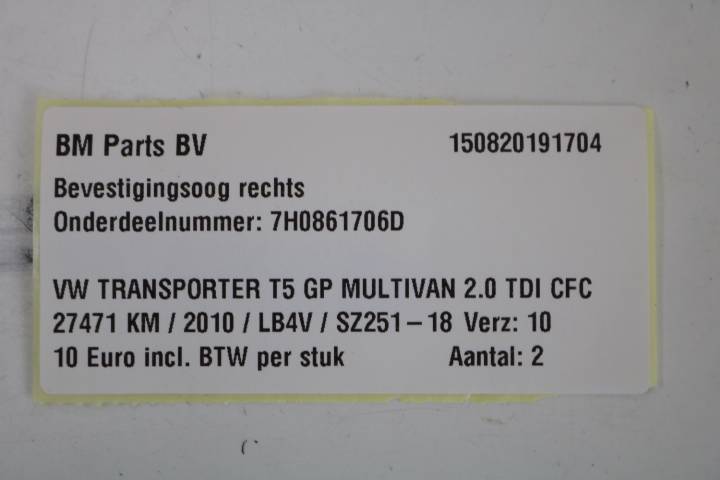 BM Parts BV 150820191704
Bevestigingsoog rechts
Onderdeelnummer: 7H0861706D
VW TRANSPORTER T5 GP MULTIVAN 2.0 TDI CFC
27471 KM / 2010 / LB4V / SZ251-18 Verz: 10
10 Euro incl. BTW per stuk Aantal: 2